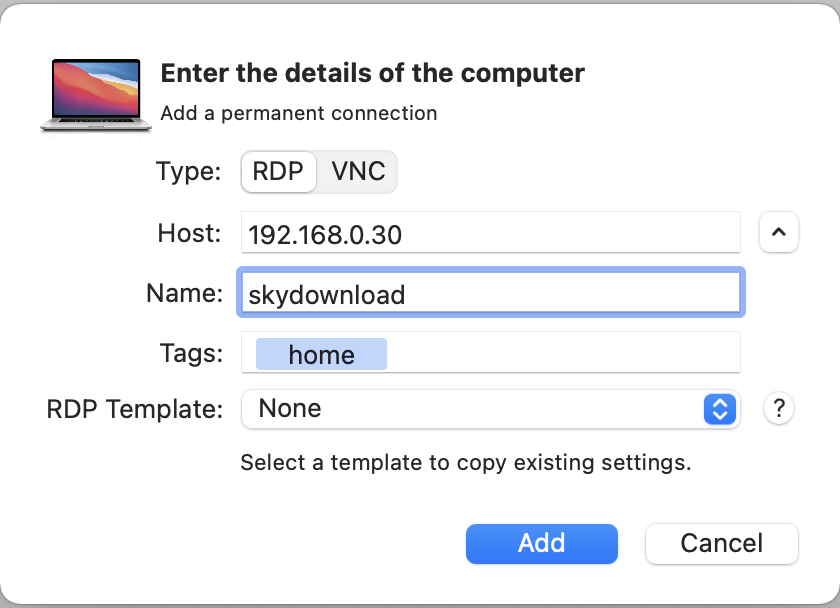 Enter the details of the computer
Add a permanent connection
Type: RDP VNC
Host: 192.168.0.30
Name: skydownload
Tags: home
RDP Template: None ?
Select a template to copy existing settings.
Add Cancel